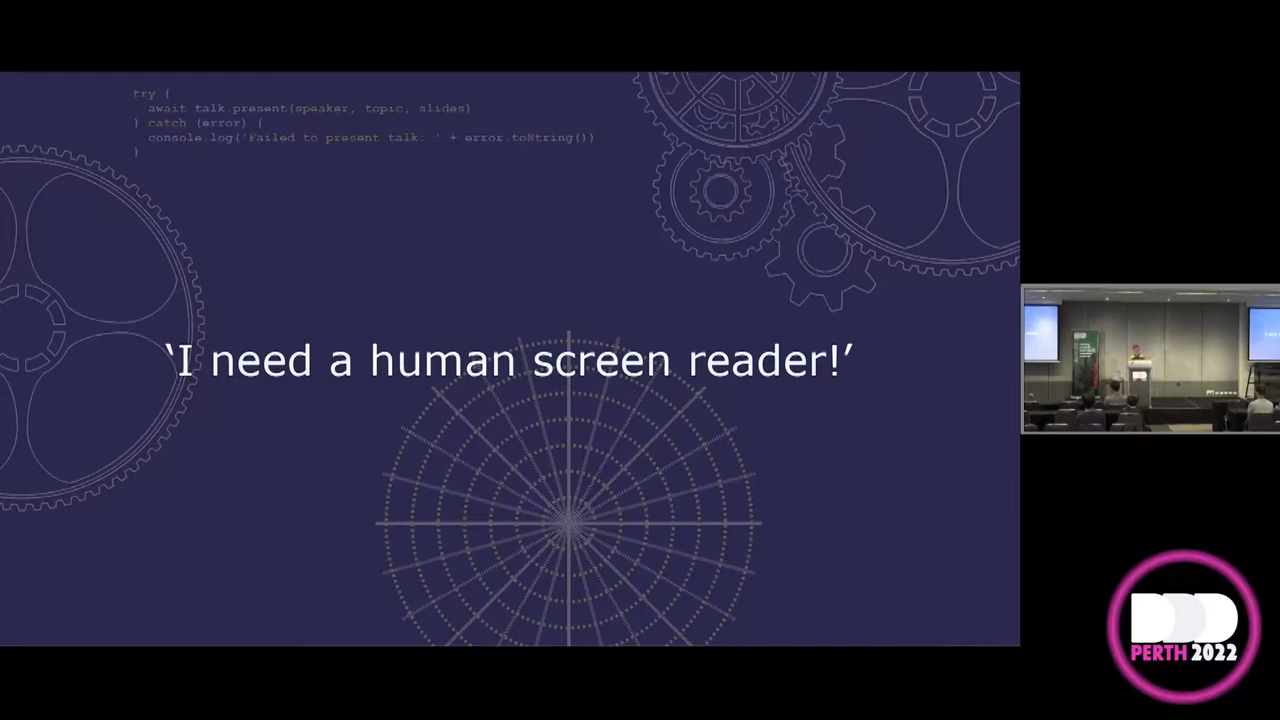 try {
await talk.present(speaker, topic, slides)
} catch (error) {
console.log('Failed to present talk: ' + error.toString())
}
‘I need a human screen reader!’
DDD
PERTH 2022